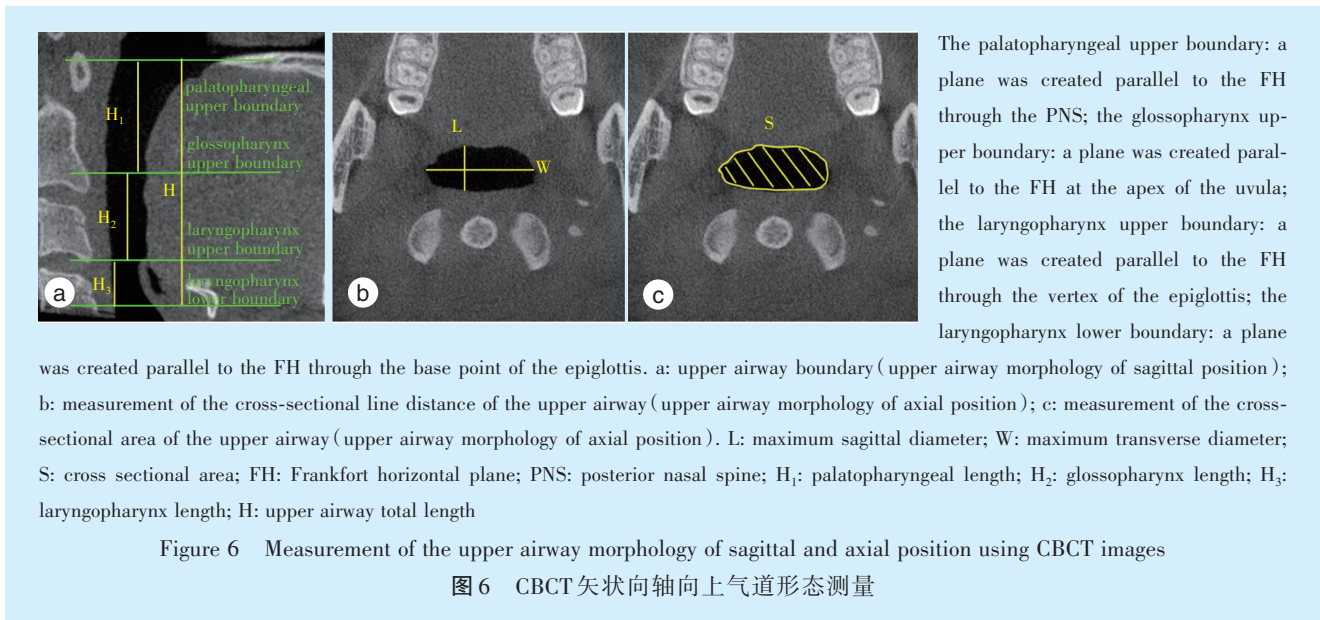 palatopharyngeal
upper boundary
H₁
glossopharynx
upper boundary
H
H₂
laryngopharynx
upper boundary
H₃
laryngopharynx
lower boundary
a
L
W
b
S
c
The palatopharyngeal upper boundary: a
plane was created parallel to the FH
through the PNS; the glossopharynx up-
per boundary: a plane was created paral-
lel to the FH at the apex of the uvula;
the laryngopharynx upper boundary: a
plane was created parallel to the FH
through the vertex of the epiglottis; the
laryngopharynx lower boundary: a plane
was created parallel to the FH through the base point of the epiglottis. a: upper airway boundary(upper airway morphology of sagittal position);
b: measurement of the cross-sectional line distance of the upper airway(upper airway morphology of axial position); c: measurement of the cross-
sectional area of the upper airway(upper airway morphology of axial position). L: maximum sagittal diameter; W: maximum transverse diameter;
S: cross sectional area; FH: Frankfort horizontal plane; PNS: posterior nasal spine; H₁: palatopharyngeal length; H₂: glossopharynx length; H₃:
laryngopharynx length; H: upper airway total length
Figure 6 Measurement of the upper airway morphology of sagittal and axial position using CBCT images
图6 CBCT矢状向轴向上气道形态测量